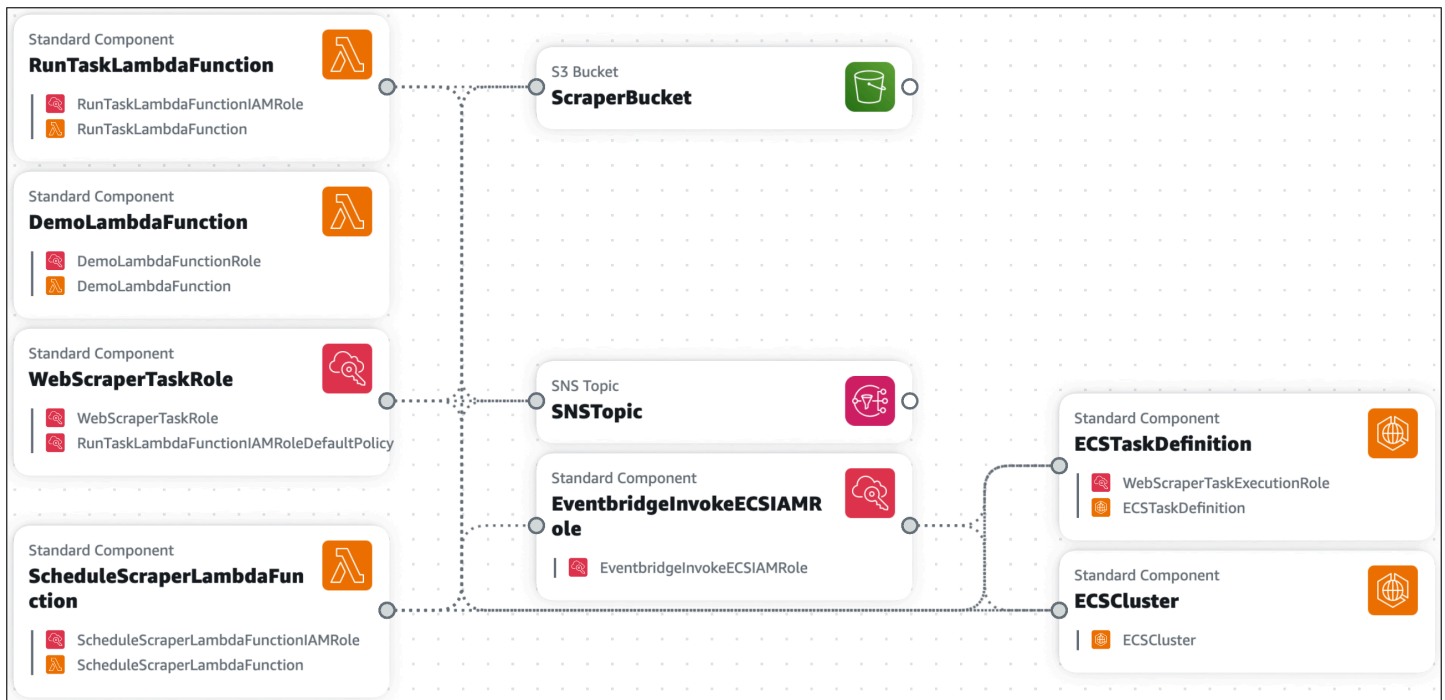 Standard Component
RunTaskLambdaFunction
RunTaskLambdaFunctionIAMRole
RunTaskLambdaFunction
Standard Component
DemoLambdaFunction
DemoLambdaFunctionRole
DemoLambdaFunction
Standard Component
WebScraperTaskRole
WebScraperTaskRole
RunTaskLambdaFunctionIAMRoleDefaultPolicy
Standard Component
ScheduleScraperLambdaFun
ction
ScheduleScraperLambdaFunctionIAMRole
ScheduleScraperLambdaFunction
S3 Bucket
ScraperBucket
SNS Topic
SNSTopic
Standard Component
EventbridgeInvokeECSIAMR
ole
EventbridgeInvokeECSIAMRole
Standard Component
ECSTaskDefinition
WebScraperTaskExecutionRole
ECSTaskDefinition
Standard Component
ECSCluster
ECSCluster